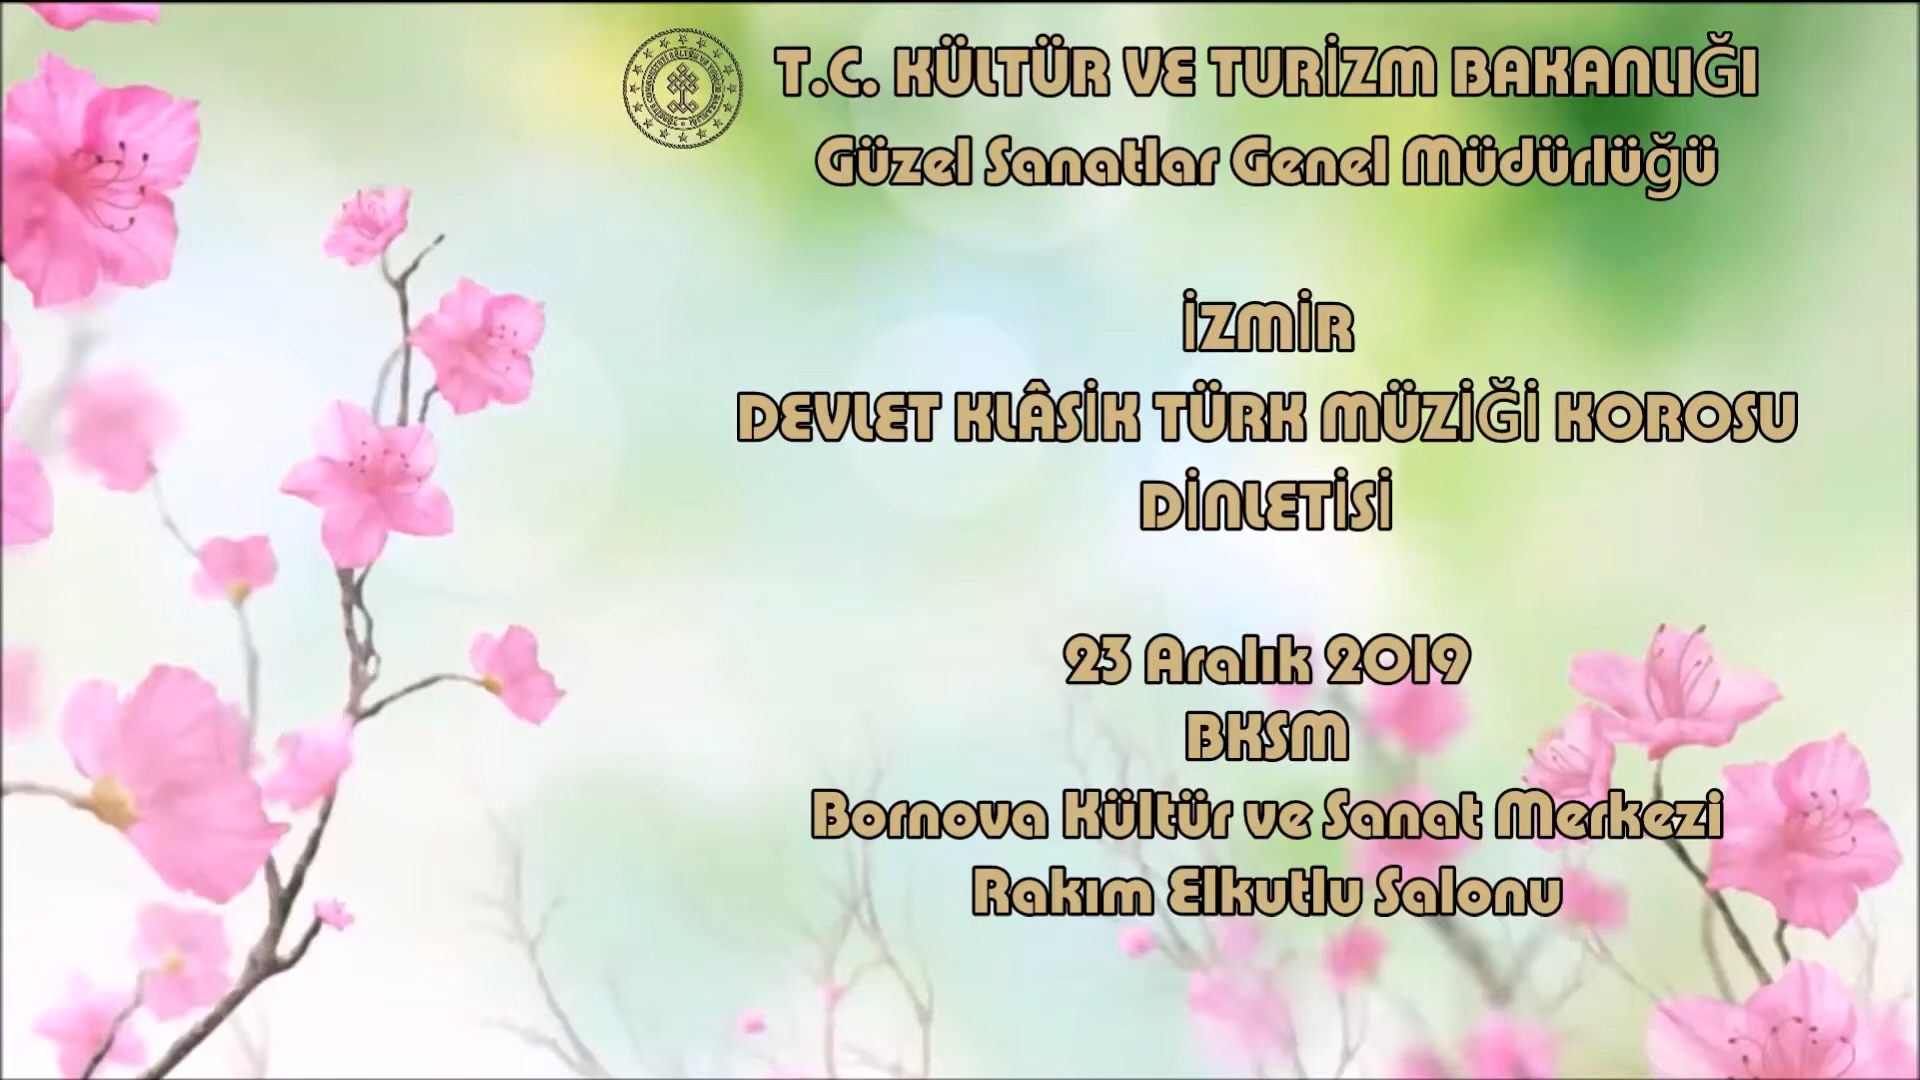 T.C. KÜLTÜR VE TURİZM BAKANLIĞI
Güzel Sanatlar Genel Müdürlüğü
İZMİR
DEVLET KLÂSİK TÜRK MÜZİĞİ KOROSU
DİNLETİSİ
23 Aralık 2019
BKSM
Bornova Kültür ve Sanat Merkezi
Rakım Elkutlu Salonu